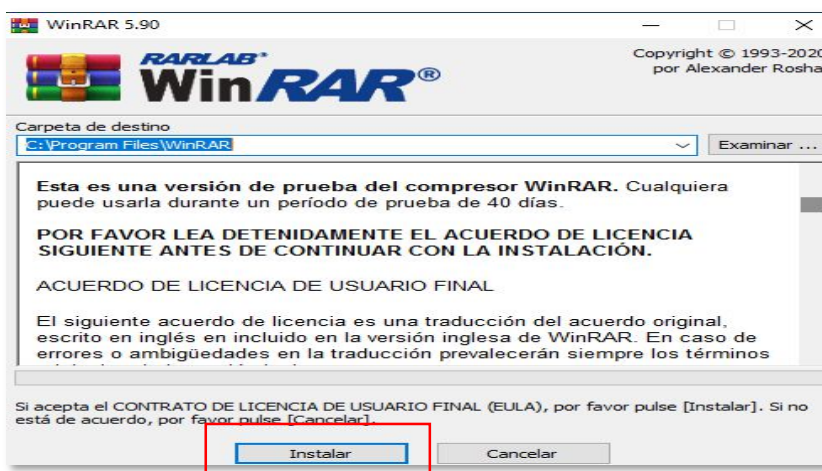 WinRAR 5.90
RARLAB®
WinRAR®
Copyright © 1993-2020
por Alexander Rosha
Carpeta de destino
C:\Program Files\WinRAR
Examinar ...
Esta es una versión de prueba del compresor WinRAR. Cualquiera
puede usarla durante un período de prueba de 40 días.
POR FAVOR LEA DETENIDAMENTE EL ACUERDO DE LICENCIA
SIGUIENTE ANTES DE CONTINUAR CON LA INSTALACIÓN.
ACUERDO DE LICENCIA DE USUARIO FINAL
El siguiente acuerdo de licencia es una traducción del acuerdo original,
escrito en inglés en incluido en la versión inglesa de WinRAR. En caso de
errores o ambigüedades en la traducción prevalecerán siempre los términos
Si acepta el CONTRATO DE LICENCIA DE USUARIO FINAL (EULA), por favor pulse [Instalar]. Si no
está de acuerdo, por favor pulse [Cancelar].
Instalar
Cancelar